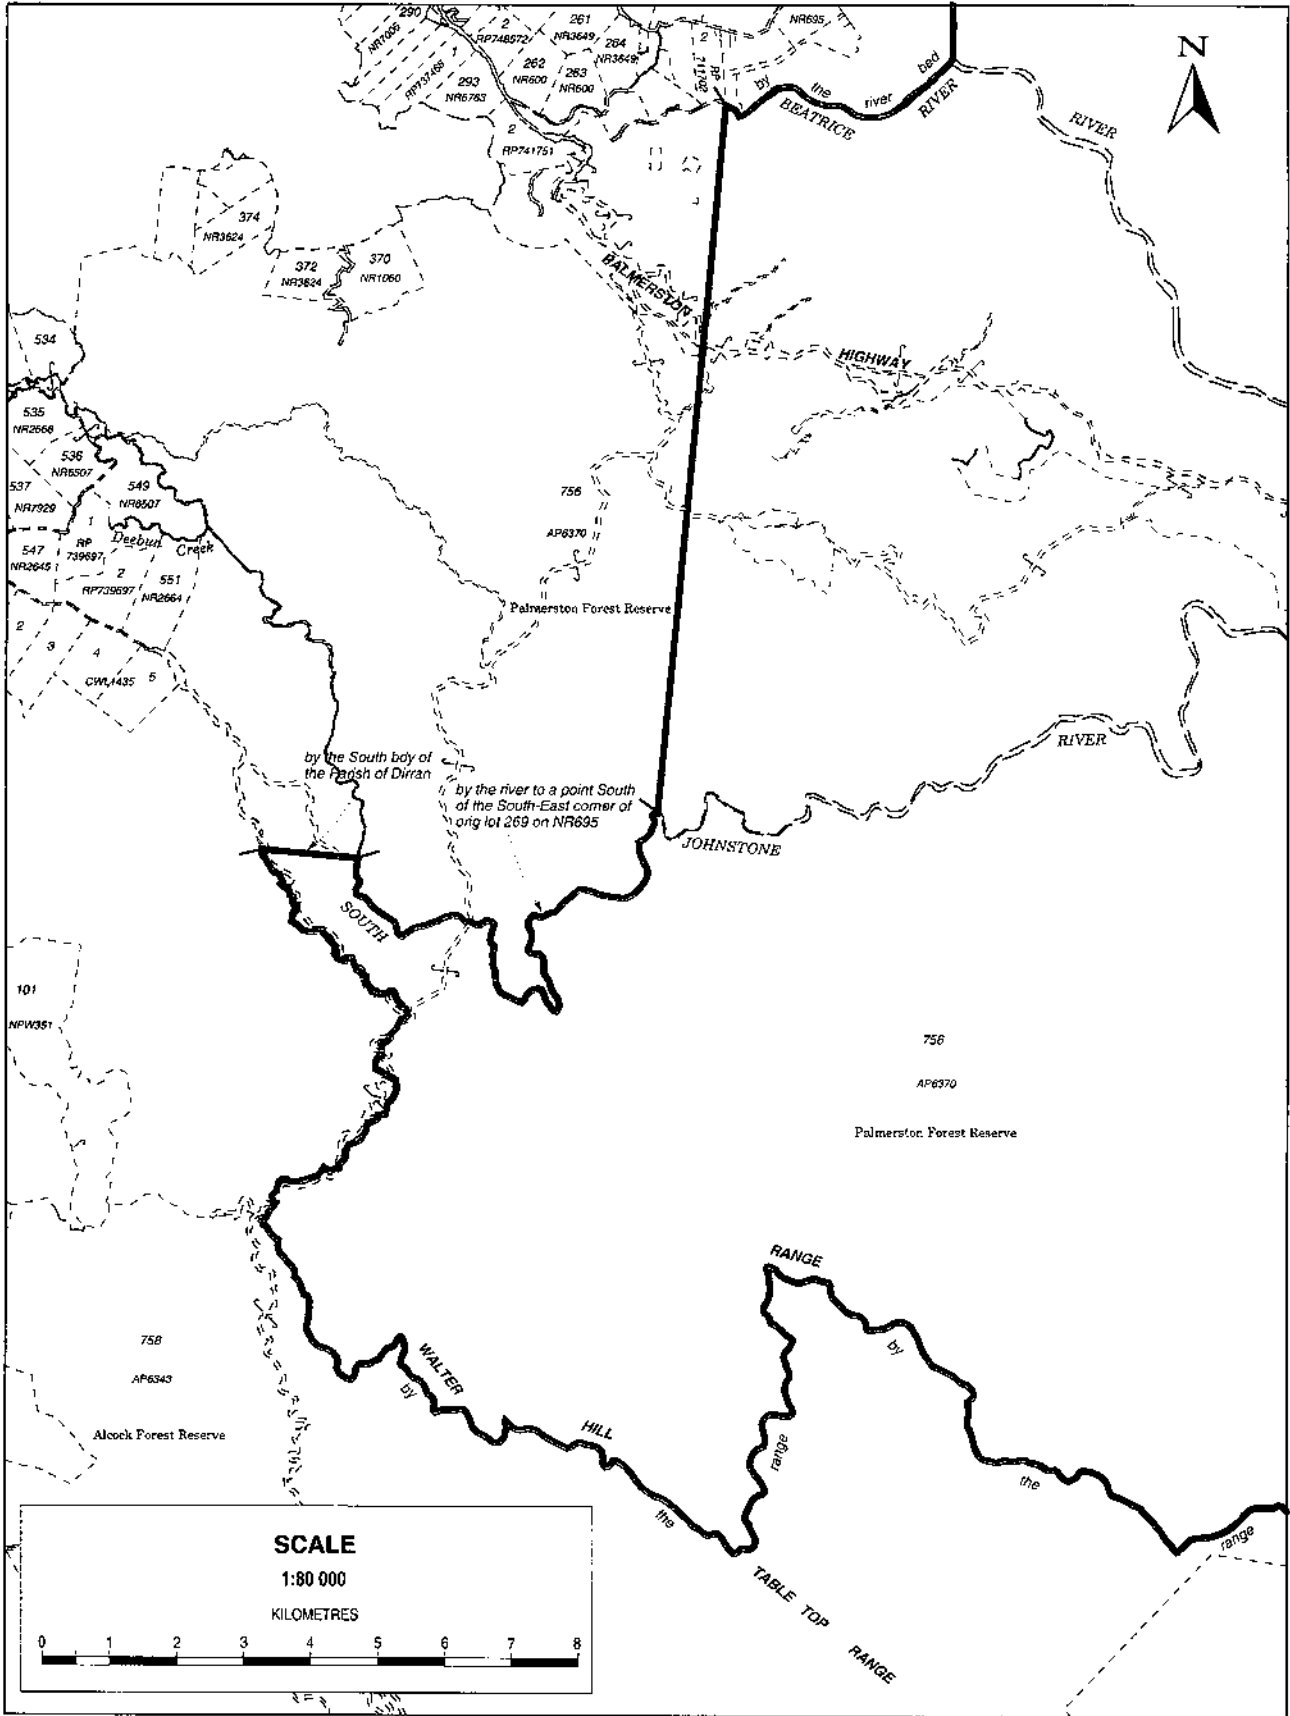 290
NR7006
1
RP737468
293
NR6763
2
RP748572
261
NR3649
262
NR600
263
NR600
264
NR3649
2
RP
711702
NR695
by the river bed
BEATRICE RIVER
RIVER
N
2
RP741751
374
NR3624
372
NR3624
370
NR1060
PALMERSTON
HIGHWAY
534
535
NR2668
536
NR6507
537
NR7929
549
NR6507
547
NR2645
1
RP
739697
Deebun Creek
2
RP739697
551
NR2664
2
3
4
5
CWL1435
756
AP6370
Palmerston Forest Reserve
by the South bdy of
the Parish of Dirran
by the river to a point South
of the South-East corner of
orig lot 269 on NR695
SOUTH
JOHNSTONE
RIVER
101
NPW351
756
AP6370
Palmerston Forest Reserve
758
AP6343
Alcock Forest Reserve
WALTER
HILL
RANGE
by
the
range
by
the
range
TABLE TOP RANGE
SCALE
1:80 000
KILOMETRES
0 1 2 3 4 5 6 7 8